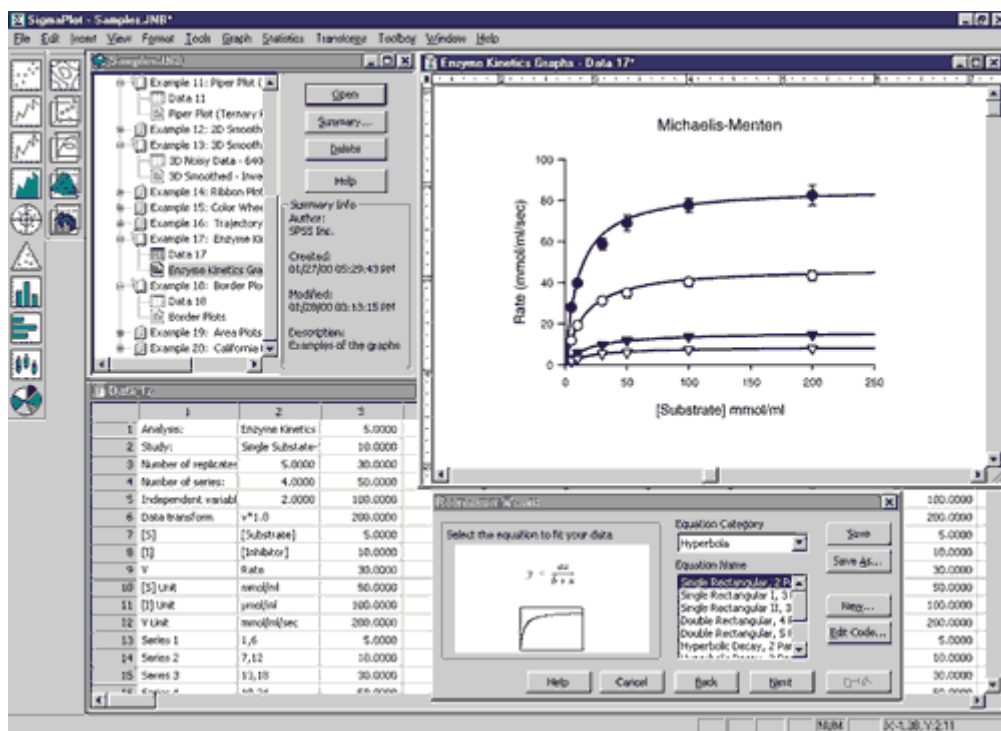 SigmaPlot - Samples.JNB*
File Edit Insert View Format Tools Graph Statistics Transforms Toolbox Window Help
Samples.JNB
Example 11: Piper Plot (
Data 11
Piper Plot (Ternary P
Example 12: 2D Smooth
Example 13: 3D Smooth
3D Noisy Data - 640
3D Smoothed - Inve
Example 14: Ribbon Plot
Example 15: Color Whee
Example 16: Trajectory
Example 17: Enzyme Kin
Data 17
Enzyme Kinetics Gra
Example 18: Border Plo
Data 18
Border Plots
Example 19: Area Plots
Example 20: California
Open
Summary...
Delete
Help
Summary Info
Author:
SPSS Inc.
Created:
01/27/00 05:29:43 PM
Modified:
01/28/00 03:13:15 PM
Description:
Examples of the graphs
Enzyme Kinetics Graphs - Data 17*
Michaelis-Menten
Rate (mmol/ml/sec)
100
80
60
40
20
0
0 50 100 150 200 250
[Substrate] mmol/ml
Data 17
1 2 3
1 Analysis: Enzyme Kinetics 5.0000
2 Study: Single Substate- 10.0000
3 Number of replicates 5.0000 30.0000
4 Number of series: 4.0000 50.0000
5 Independent variabl 2.0000 100.0000 100.0000
6 Data transform v*1.0 200.0000 200.0000
7 [S] [Substrate] 5.0000 5.0000
8 [I] [Inhibitor] 10.0000 10.0000
9 V Rate 30.0000 30.0000
10 [S] Unit mmol/ml 50.0000 50.0000
11 [I] Unit µmol/ml 100.0000 100.0000
12 V Unit mmol/ml/sec 200.0000 200.0000
13 Series 1 1,6 5.0000 5.0000
14 Series 2 7,12 10.0000 10.0000
15 Series 3 13,18 30.0000 30.0000
Select the equation to fit your data
Equation Category
Hyperbola
Equation Name
Single Rectangular, 2 P
Single Rectangular I, 3
Single Rectangular II, 3
Double Rectangular, 4
Double Rectangular, 5
Hyperbolic Decay, 2 Par
Save
Save As...
New...
Edit Code...
Help Cancel Back Next
NUM X:-1.38, Y:2.11